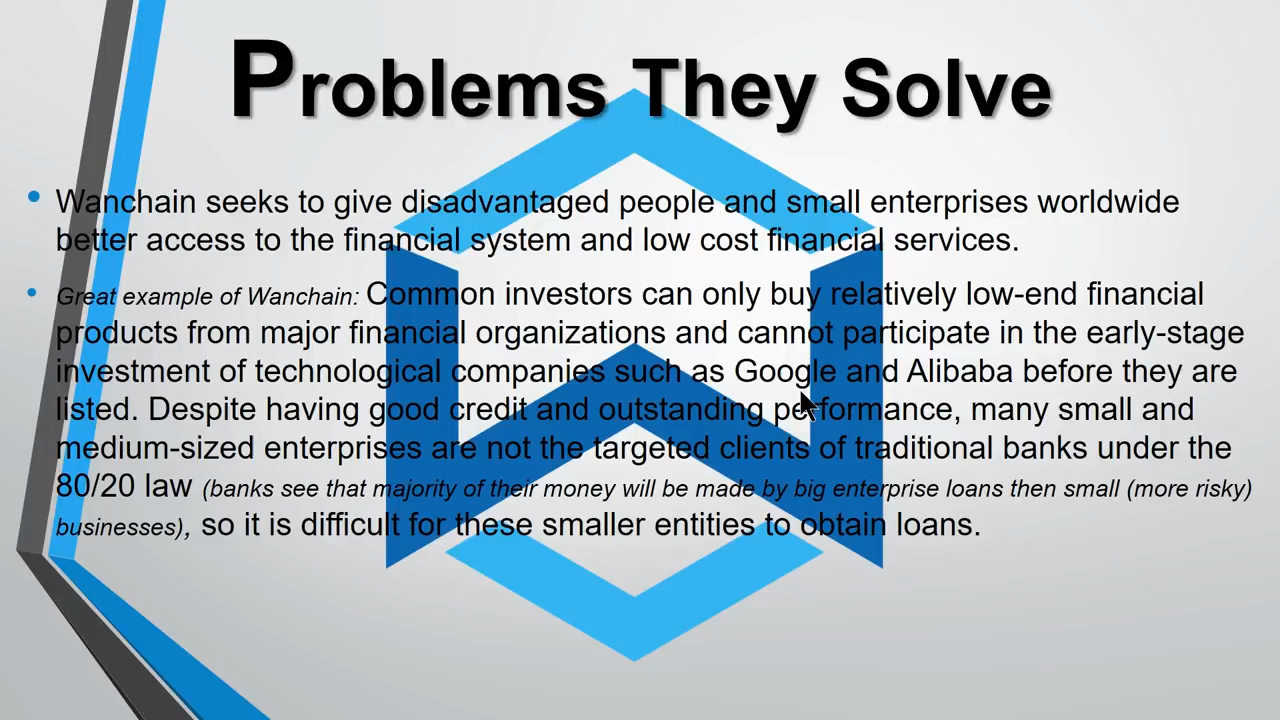 Problems They Solve
Wanchain seeks to give disadvantaged people and small enterprises worldwide
better access to the financial system and low cost financial services.
Great example of Wanchain: Common investors can only buy relatively low-end financial
products from major financial organizations and cannot participate in the early-stage
investment of technological companies such as Google and Alibaba before they are
listed. Despite having good credit and outstanding performance, many small and
medium-sized enterprises are not the targeted clients of traditional banks under the
80/20 law (banks see that majority of their money will be made by big enterprise loans then small (more risky)
businesses), so it is difficult for these smaller entities to obtain loans.